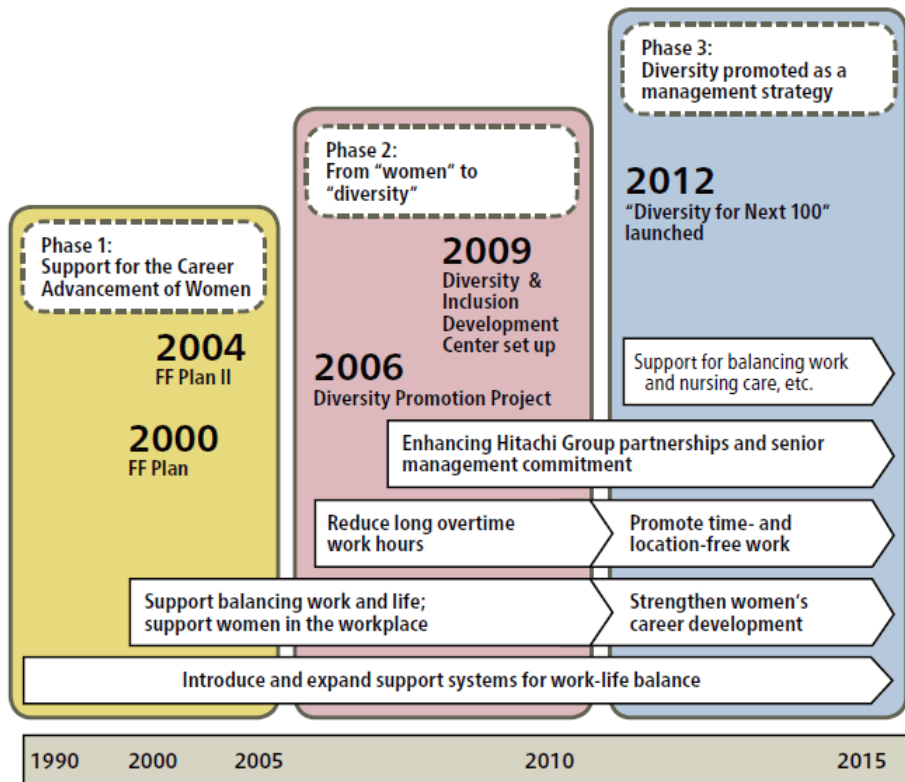 Phase 1:
Support for the Career
Advancement of Women
2004
FF Plan II
2000
FF Plan
Phase 2:
From “women” to
“diversity“
2009
Diversity &
Inclusion
Development
Center set up
2006
Diversity Promotion Project
Phase 3:
Diversity promoted as a
management strategy
2012
“Diversity for Next 100”
launched
Support for balancing work
and nursing care, etc.
Enhancing Hitachi Group partnerships and senior
management commitment
Reduce long overtime
work hours
Promote time- and
location-free work
Support balancing work and life;
support women in the workplace
Strengthen women’s
career development
Introduce and expand support systems for work-life balance
1990 2000 2005 2010 2015